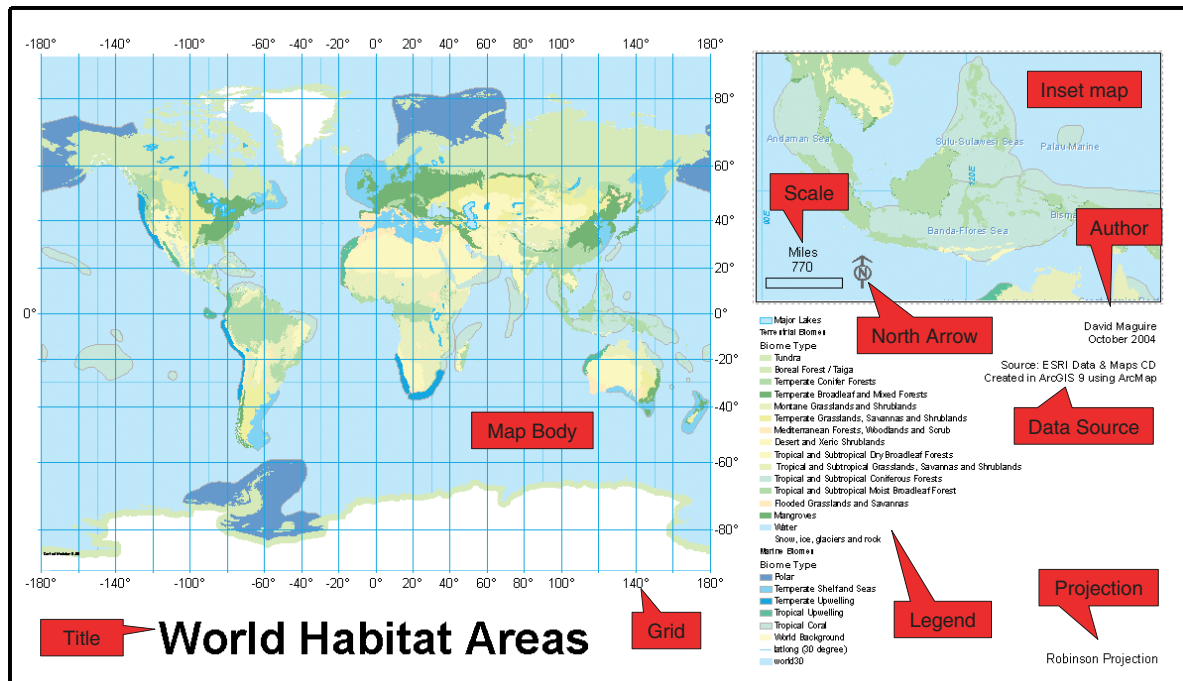 -180° -140° -100° -60° -40° -20° 0° 20° 40° 60° 100° 140° 180°
80°
60°
40°
20°
0° 0°
-20°
-40°
-60°
-80°
-180° -140° -100° -60° -40° -20° 0° 20° 40° 60° 80° 100° 140° 180°
Map Body
Title
World Habitat Areas
Grid
Inset map
Andaman Sea
Sulu-Sulawesi Seas
Palau Marine
120E
90E
Scale
Banda-Flores Sea
Author
Miles
770
N
North Arrow
David Maguire
October 2004
Source: ESRI Data & Maps CD
Created in ArcGIS 9 using ArcMap
Data Source
Major Lakes
Terrestrial Biomes
Biome Type
Tundra
Boreal Forest / Taiga
Temperate Conifer Forests
Temperate Broadleaf and Mixed Forests
Montane Grasslands and Shrublands
Temperate Grasslands, Savannas and Shrublands
Mediterranean Forests, Woodlands and Scrub
Desert and Xeric Shrublands
Tropical and Subtropical Dry Broadleaf Forests
Tropical and Subtropical Grasslands, Savannas and Shrublands
Tropical and Subtropical Coniferous Forests
Tropical and Subtropical Moist Broadleaf Forest
Flooded Grasslands and Savannas
Mangroves
Water
Snow, ice, glaciers and rock
Marine Biomes
Biome Type
Polar
Temperate Shelf and Seas
Temperate Upwelling
Tropical Upwelling
Tropical Coral
World Background
latlong (30 degree)
world30
Legend
Projection
Robinson Projection